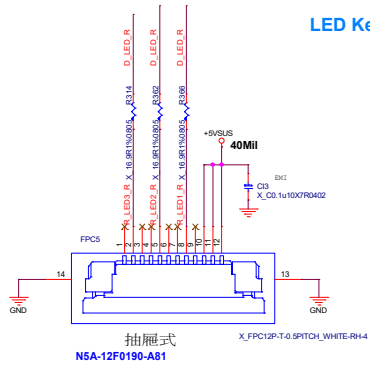 LED Ke
D_LED_R
D_LED_R
D_LED_R
R314
R362
R366
X_16.9R1%0805
X_16.9R1%0805
X_16.9R1%0805
R_LED3_R
R_LED2_R
R_LED1_R
+5VSUS
40Mil
EMI
CI3
X_C0.1u10X7R0402
FPC5
1
2
3
4
5
6
7
8
9
10
11
12
14
13
GND
GND
抽屜式
X_FPC12P-T-0.5PITCH_WHITE-RH-4
N5A-12F0190-A81